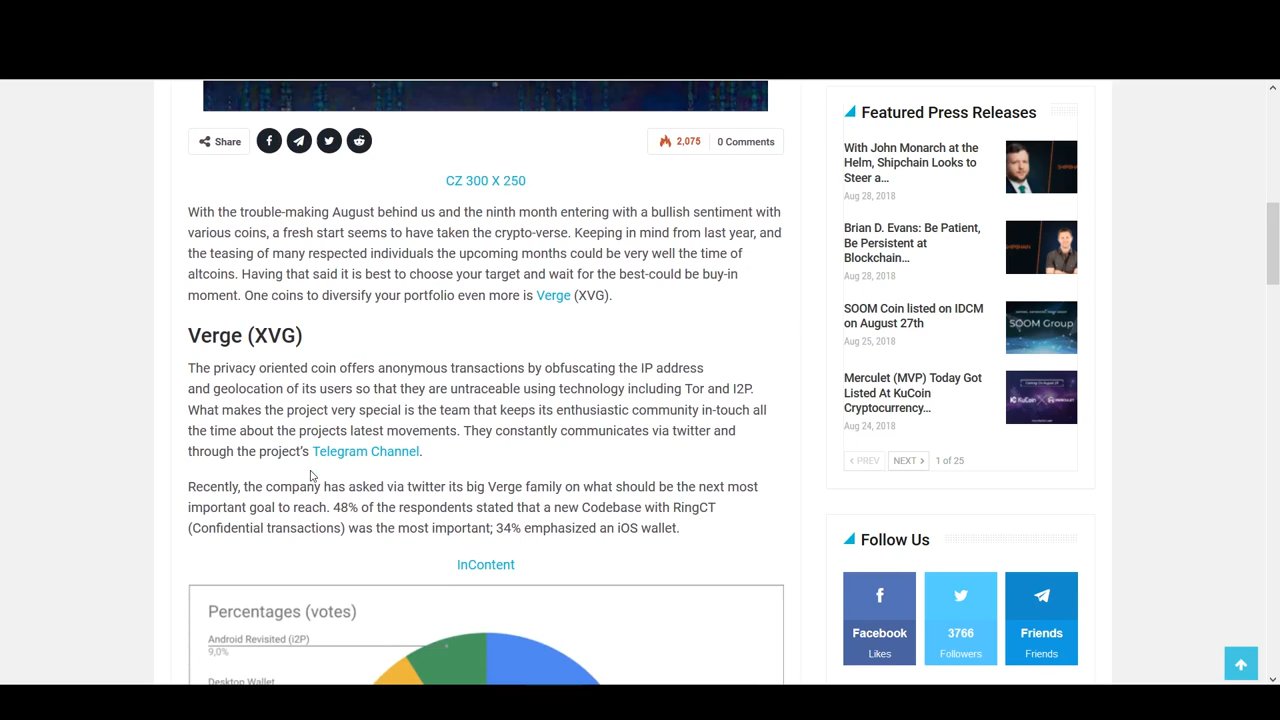 Share
2,075
0 Comments
CZ 300 X 250
With the trouble-making August behind us and the ninth month entering with a bullish sentiment with
various coins, a fresh start seems to have taken the crypto-verse. Keeping in mind from last year, and
the teasing of many respected individuals the upcoming months could be very well the time of
altcoins. Having that said it is best to choose your target and wait for the best-could be buy-in
moment. One coins to diversify your portfolio even more is Verge (XVG).
Verge (XVG)
The privacy oriented coin offers anonymous transactions by obfuscating the IP address
and geolocation of its users so that they are untraceable using technology including Tor and I2P.
What makes the project very special is the team that keeps its enthusiastic community in-touch all
the time about the projects latest movements. They constantly communicates via twitter and
through the project's Telegram Channel.
Recently, the company has asked via twitter its big Verge family on what should be the next most
important goal to reach. 48% of the respondents stated that a new Codebase with RingCT
(Confidential transactions) was the most important; 34% emphasized an iOS wallet.
InContent
Percentages (votes)
Android Revisited (i2P)
9,0%
Desktop Wallet
Featured Press Releases
With John Monarch at the
Helm, Shipchain Looks to
Steer a...
Aug 28, 2018
Brian D. Evans: Be Patient,
Be Persistent at
Blockchain...
Aug 28, 2018
SOOM Coin listed on IDCM
on August 27th
Aug 25, 2018
SOOM Group
Merculet (MVP) Today Got
Listed At KuCoin
Cryptocurrency...
Aug 24, 2018
KuCoin
PREV
NEXT
1 of 25
Follow Us
Facebook
Likes
3766
Followers
Friends
Friends